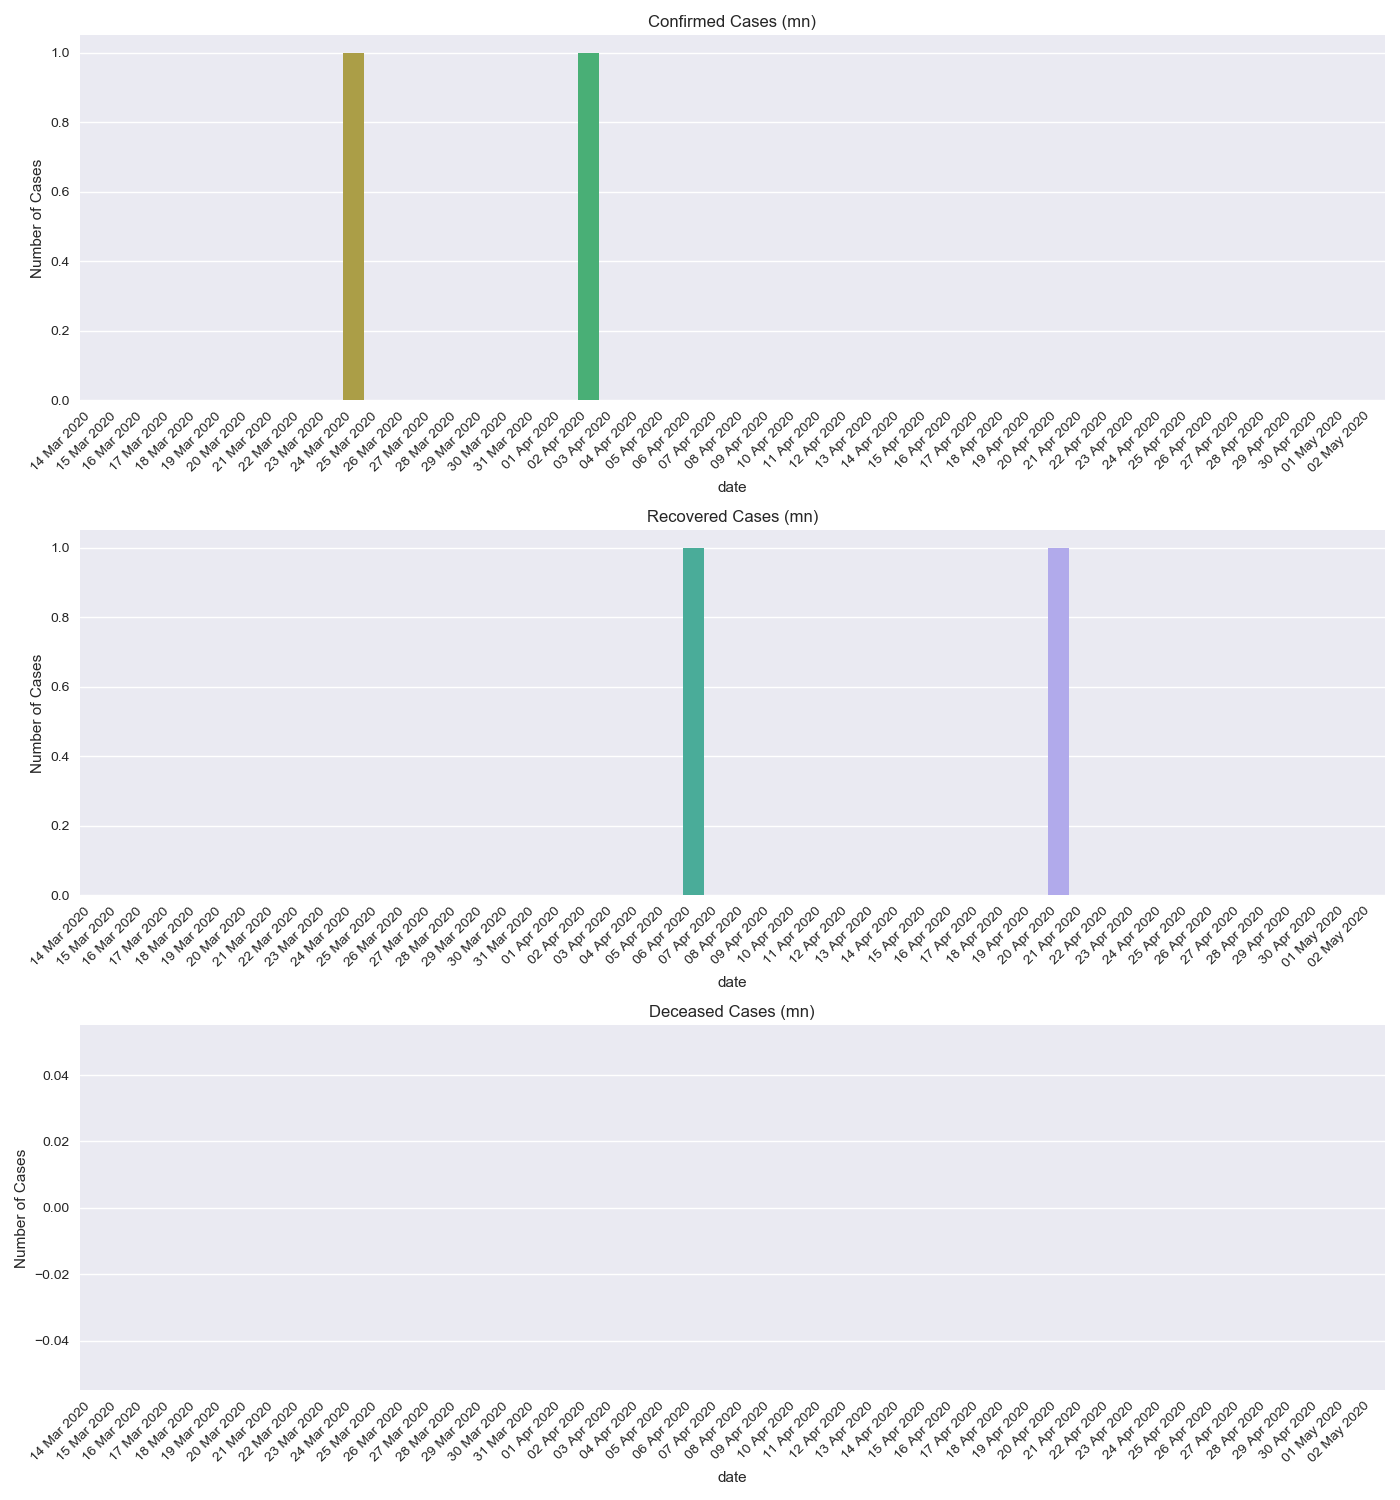 Confirmed Cases (mn)
1.0
0.8
0.6
0.4
0.2
0.0
Number of Cases
14 Mar 2020
15 Mar 2020
16 Mar 2020
17 Mar 2020
18 Mar 2020
19 Mar 2020
20 Mar 2020
21 Mar 2020
22 Mar 2020
23 Mar 2020
24 Mar 2020
25 Mar 2020
26 Mar 2020
27 Mar 2020
28 Mar 2020
29 Mar 2020
30 Mar 2020
31 Mar 2020
01 Apr 2020
02 Apr 2020
03 Apr 2020
04 Apr 2020
05 Apr 2020
06 Apr 2020
07 Apr 2020
08 Apr 2020
09 Apr 2020
10 Apr 2020
11 Apr 2020
12 Apr 2020
13 Apr 2020
14 Apr 2020
15 Apr 2020
16 Apr 2020
17 Apr 2020
18 Apr 2020
19 Apr 2020
20 Apr 2020
21 Apr 2020
22 Apr 2020
23 Apr 2020
24 Apr 2020
25 Apr 2020
26 Apr 2020
27 Apr 2020
28 Apr 2020
29 Apr 2020
30 Apr 2020
01 May 2020
02 May 2020
date
Recovered Cases (mn)
1.0
0.8
0.6
0.4
0.2
0.0
Number of Cases
14 Mar 2020
15 Mar 2020
16 Mar 2020
17 Mar 2020
18 Mar 2020
19 Mar 2020
20 Mar 2020
21 Mar 2020
22 Mar 2020
23 Mar 2020
24 Mar 2020
25 Mar 2020
26 Mar 2020
27 Mar 2020
28 Mar 2020
29 Mar 2020
30 Mar 2020
31 Mar 2020
01 Apr 2020
02 Apr 2020
03 Apr 2020
04 Apr 2020
05 Apr 2020
06 Apr 2020
07 Apr 2020
08 Apr 2020
09 Apr 2020
10 Apr 2020
11 Apr 2020
12 Apr 2020
13 Apr 2020
14 Apr 2020
15 Apr 2020
16 Apr 2020
17 Apr 2020
18 Apr 2020
19 Apr 2020
20 Apr 2020
21 Apr 2020
22 Apr 2020
23 Apr 2020
24 Apr 2020
25 Apr 2020
26 Apr 2020
27 Apr 2020
28 Apr 2020
29 Apr 2020
30 Apr 2020
01 May 2020
02 May 2020
date
Deceased Cases (mn)
0.04
0.02
0.00
−0.02
−0.04
Number of Cases
14 Mar 2020
15 Mar 2020
16 Mar 2020
17 Mar 2020
18 Mar 2020
19 Mar 2020
20 Mar 2020
21 Mar 2020
22 Mar 2020
23 Mar 2020
24 Mar 2020
25 Mar 2020
26 Mar 2020
27 Mar 2020
28 Mar 2020
29 Mar 2020
30 Mar 2020
31 Mar 2020
01 Apr 2020
02 Apr 2020
03 Apr 2020
04 Apr 2020
05 Apr 2020
06 Apr 2020
07 Apr 2020
08 Apr 2020
09 Apr 2020
10 Apr 2020
11 Apr 2020
12 Apr 2020
13 Apr 2020
14 Apr 2020
15 Apr 2020
16 Apr 2020
17 Apr 2020
18 Apr 2020
19 Apr 2020
20 Apr 2020
21 Apr 2020
22 Apr 2020
23 Apr 2020
24 Apr 2020
25 Apr 2020
26 Apr 2020
27 Apr 2020
28 Apr 2020
29 Apr 2020
30 Apr 2020
01 May 2020
02 May 2020
date